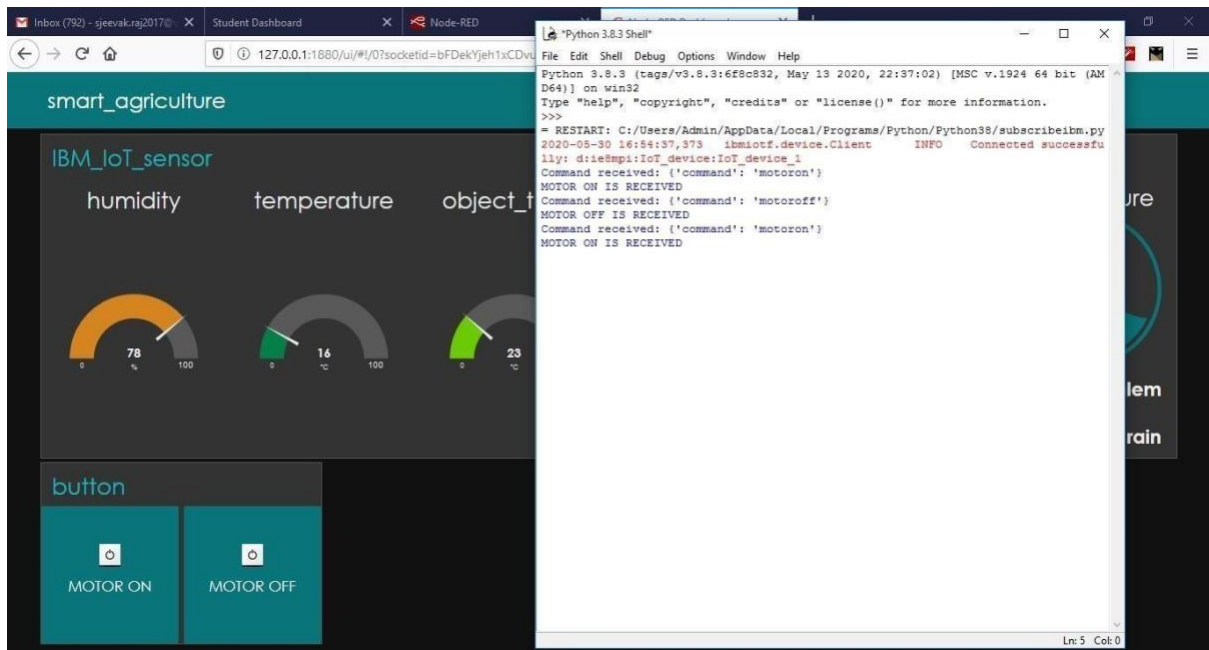 Inbox (792) - sjeevak.raj2017@
Student Dashboard
Node-RED
127.0.0.1:1880/ui/#!/0?socketid=bFDekYjeh1xCDvu
smart_agriculture
IBM_IoT_sensor
humidity
temperature
object_t
78
%
0
100
16
°C
0
100
23
°C
0
ure
lem
rain
button
MOTOR ON
MOTOR OFF
*Python 3.8.3 Shell*
File Edit Shell Debug Options Window Help
Python 3.8.3 (tags/v3.8.3:6f8c832, May 13 2020, 22:37:02) [MSC v.1924 64 bit (AM
D64)] on win32
Type "help", "copyright", "credits" or "license()" for more information.
>>>
= RESTART: C:/Users/Admin/AppData/Local/Programs/Python/Python38/subscribeibm.py
2020-05-30 16:54:37,373 ibmiotf.device.Client INFO Connected successfu
lly: d:ie8mpi:IoT_device:IoT_device_1
Command received: {'command': 'motoron'}
MOTOR ON IS RECEIVED
Command received: {'command': 'motoroff'}
MOTOR OFF IS RECEIVED
Command received: {'command': 'motoron'}
MOTOR ON IS RECEIVED
Ln: 5 Col: 0